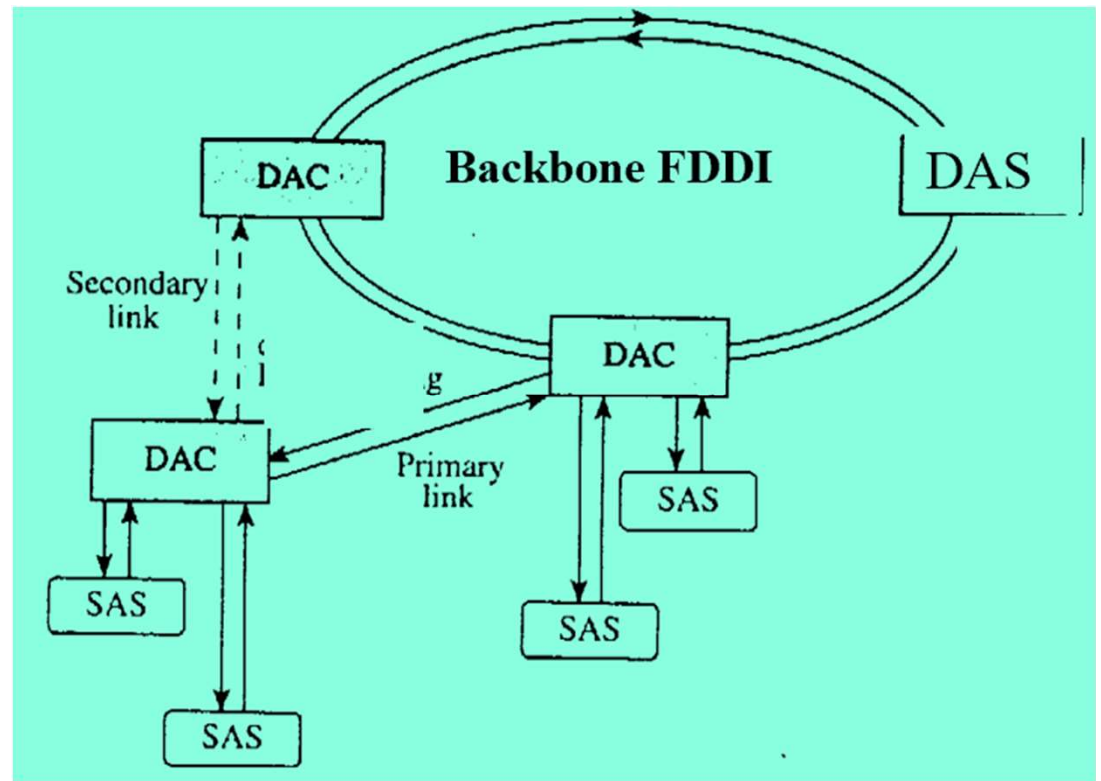 Backbone FDDI
DAC
DAS
Secondary
link
DAC
g
DAC
Primary
link
SAS
SAS
SAS
SAS